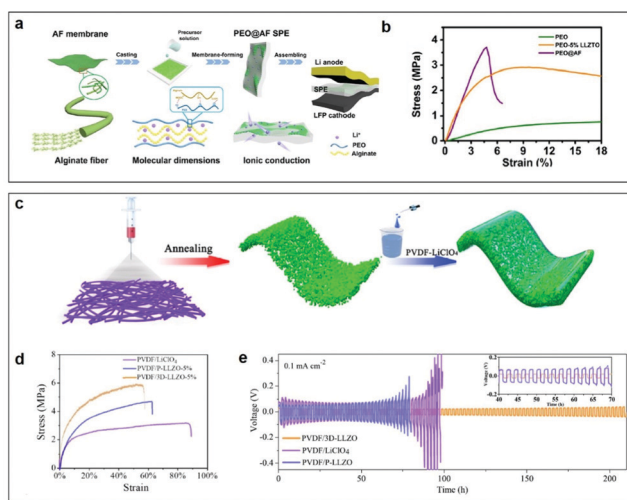 a
AF membrane
Precursor
solution
PEO@AF SPE
Casting
Membrane-forming
Assembling
Li anode
SPE
LFP cathode
Li⁺
PEO
Alginate
Alginate fiber
Molecular dimensions
Ionic conduction
b
PEO
PEO-5% LLZTO
PEO@AF
Stress (MPa)
5
4
3
2
1
0
0 3 6 9 12 15 18
Strain (%)
c
Annealing
PVDF-LiClO₄
d
PVDF/LiClO₄
PVDF/P-LLZO-5%
PVDF/3D-LLZO-5%
Stress (MPa)
8
6
4
2
0
0% 20% 40% 60% 80% 100%
Strain
e
0.1 mA cm⁻²
Voltage (V)
0.4
0.2
0.0
-0.2
-0.4
PVDF/3D-LLZO
PVDF/LiClO₄
PVDF/P-LLZO
0 50 100 150 200
Time (h)
Voltage (V)
0.1
0.0
-0.1
40 45 50 55 60 65 70
Time (h)